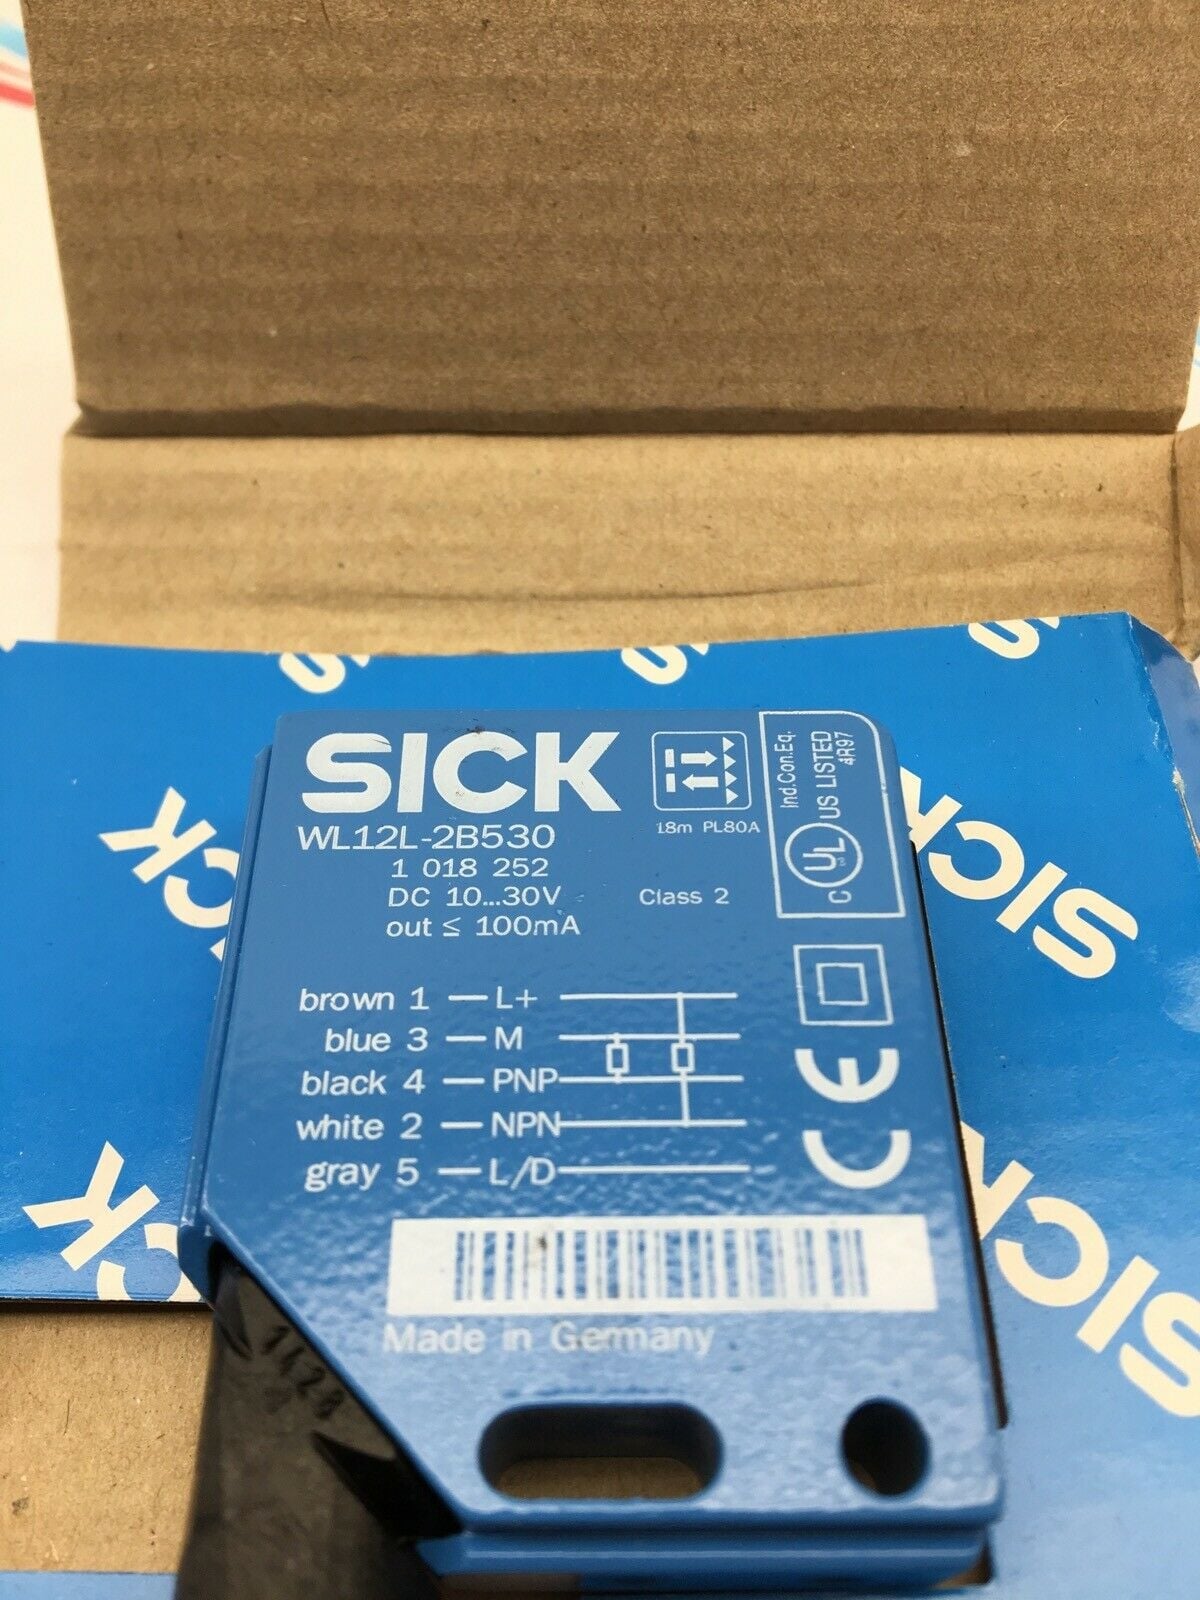 SICK
WL12L-2B530
1 018 252
DC 10...30V
out ≤ 100mA
18m PL80A
Class 2
Ind.Con.Eq.
C UL US LISTED
4R97
brown 1 — L+
blue 3 — M
black 4 — PNP
white 2 — NPN
gray 5 — L/D
CE
Made in Germany
SICK
SICK